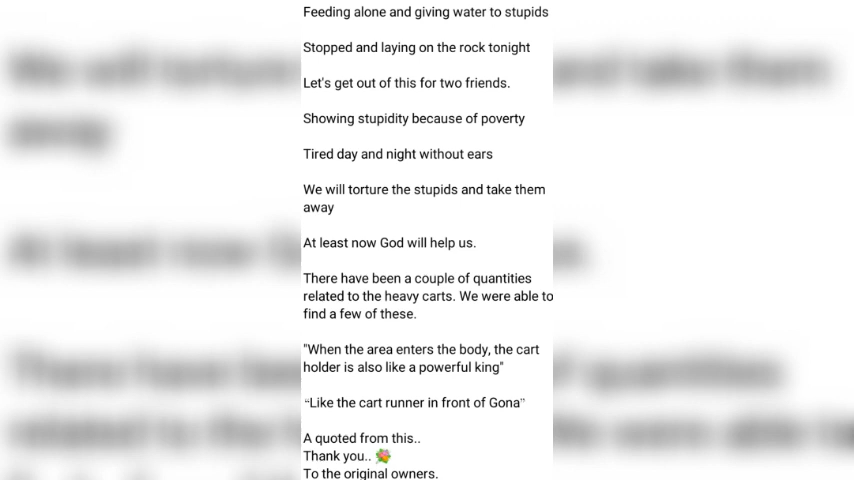 Feeding alone and giving water to stupids
Stopped and laying on the rock tonight
Let's get out of this for two friends.
Showing stupidity because of poverty
Tired day and night without ears
We will torture the stupids and take them
away
At least now God will help us.
There have been a couple of quantities
related to the heavy carts. We were able to
find a few of these.
"When the area enters the body, the cart
holder is also like a powerful king"
“Like the cart runner in front of Gona”
A quoted from this..
Thank you.. 💐
To the original owners.